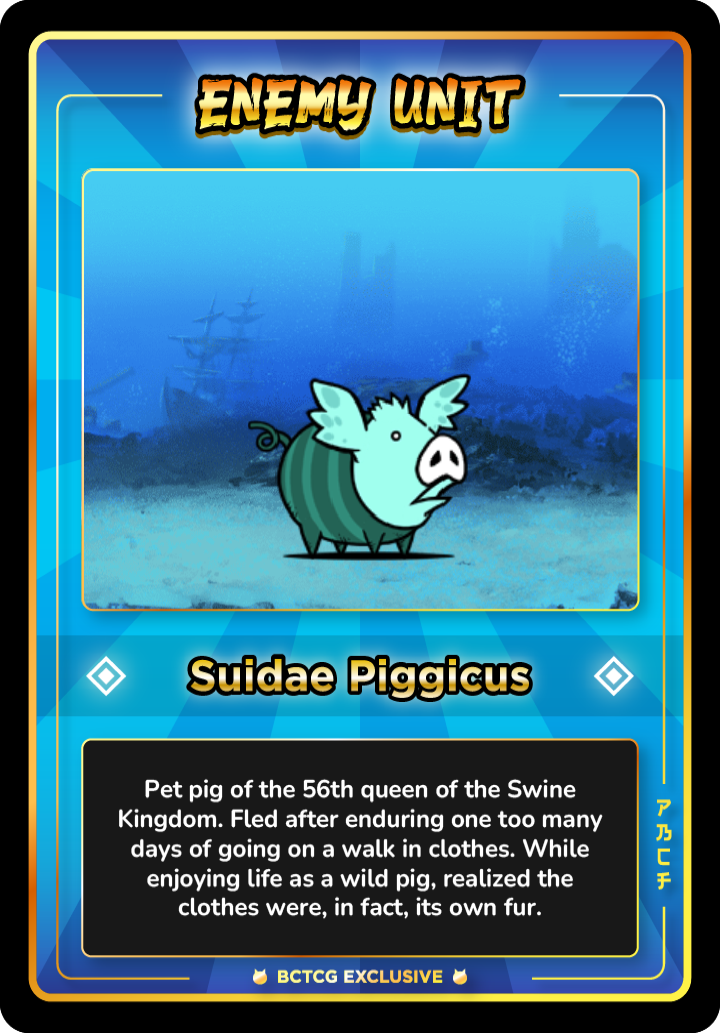 ENEMY UNIT
Suidae Piggicus
Pet pig of the 56th queen of the Swine
Kingdom. Fled after enduring one too many
days of going on a walk in clothes. While
enjoying life as a wild pig, realized the
clothes were, in fact, its own fur.
BCTCG EXCLUSIVE